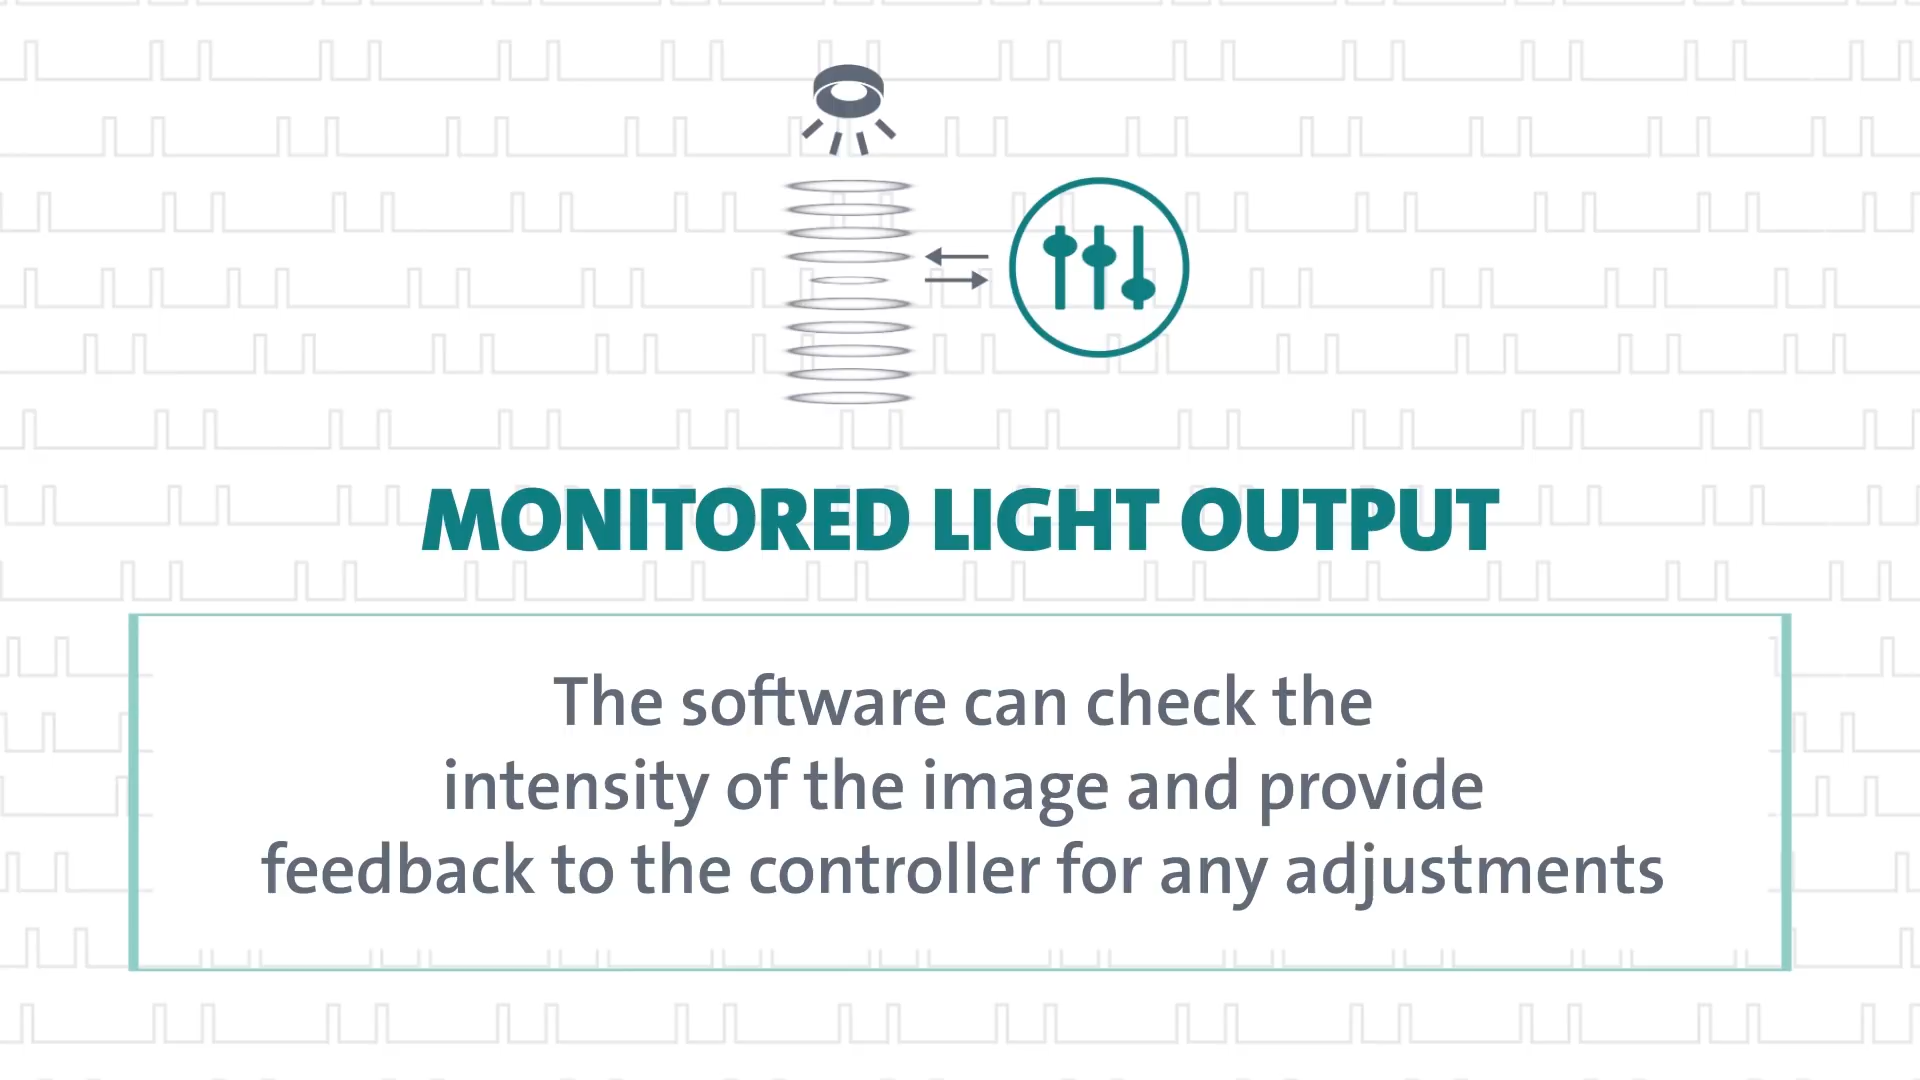 MONITORED LIGHT OUTPUT
The software can check the
intensity of the image and provide
feedback to the controller for any adjustments